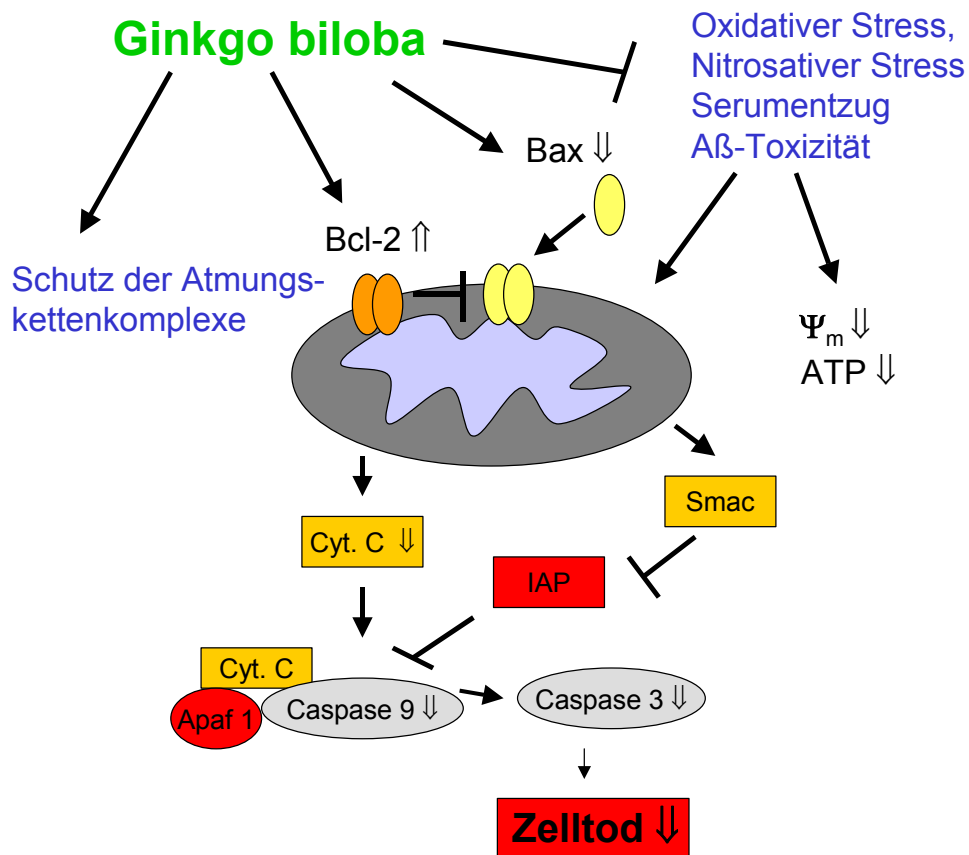 Ginkgo biloba
Oxidativer Stress,
Nitrosativer Stress
Serumentzug
Aß-Toxizität
Bax ⇓
Bcl-2 ⇑
Schutz der Atmungs-
kettenkomplexe
Ψm ⇓
ATP ⇓
Smac
Cyt. C ⇓
IAP
Cyt. C
Apaf 1
Caspase 9 ⇓
Caspase 3 ⇓
Zelltod ⇓